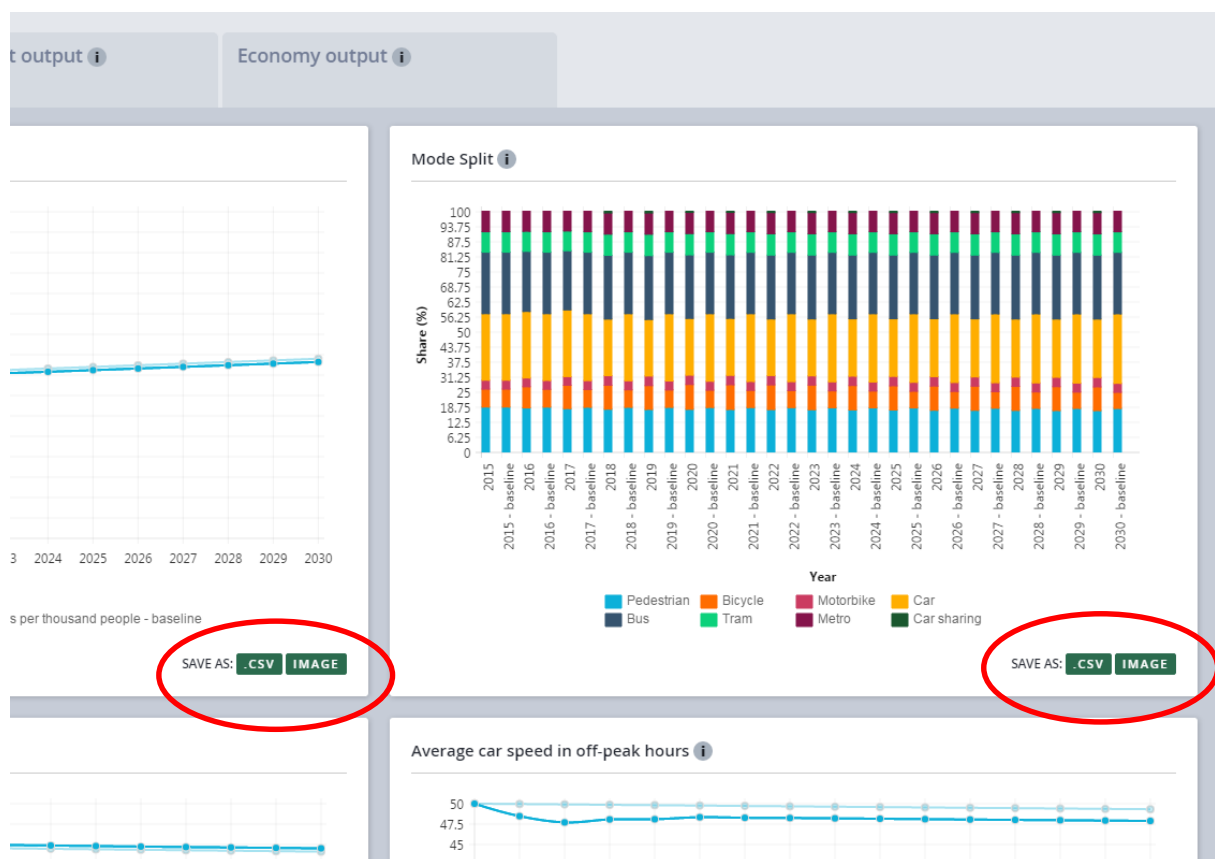 t output i
Economy output i
Mode Split i
100
93.75
87.5
81.25
75
68.75
62.5
56.25
50
43.75
37.5
31.25
25
18.75
12.5
6.25
0
Share (%)
2015
2015 - baseline
2016
2016 - baseline
2017
2017 - baseline
2018
2018 - baseline
2019
2019 - baseline
2020
2020 - baseline
2021
2021 - baseline
2022
2022 - baseline
2023
2023 - baseline
2024
2024 - baseline
2025
2025 - baseline
2026
2026 - baseline
2027
2027 - baseline
2028
2028 - baseline
2029
2029 - baseline
2030
2030 - baseline
Year
Pedestrian Bicycle Motorbike Car
Bus Tram Metro Car sharing
3 2024 2025 2026 2027 2028 2029 2030
s per thousand people - baseline
SAVE AS: .CSV IMAGE
SAVE AS: .CSV IMAGE
Average car speed in off-peak hours i
50
47.5
45